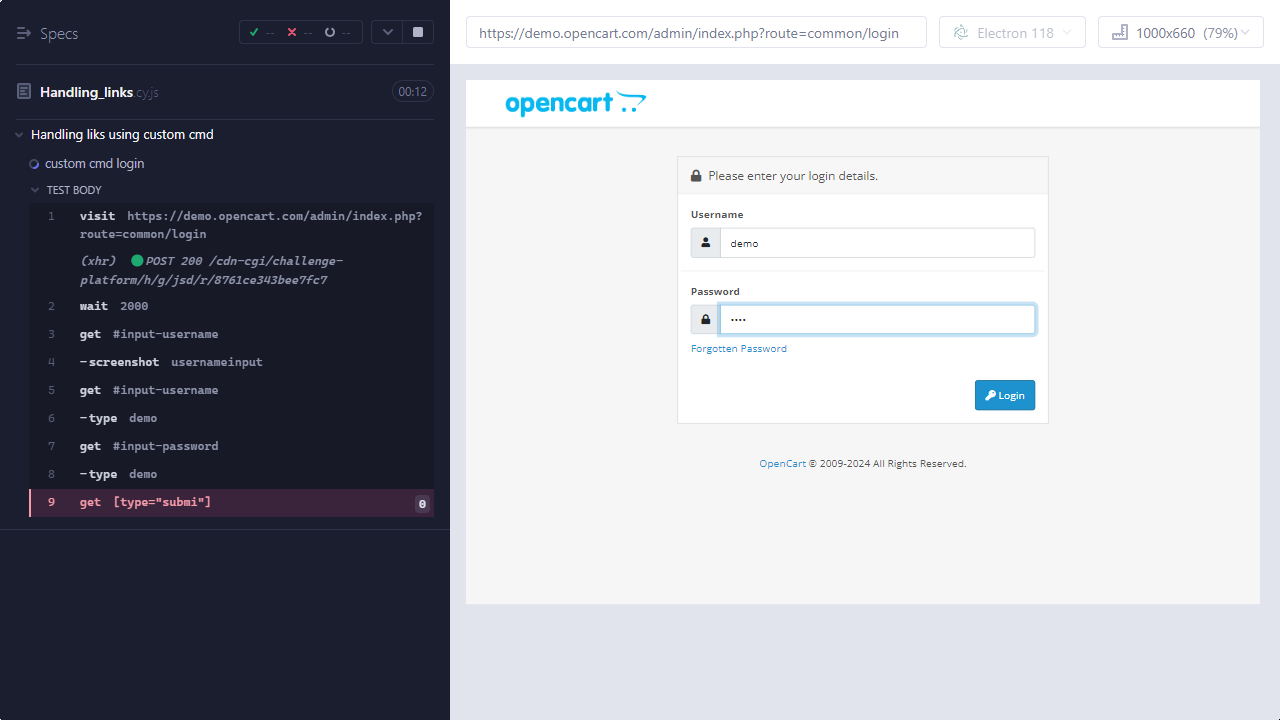 Specs
-- -- --
Handling_links.cy.js 00:12
Handling liks using custom cmd
custom cmd login
TEST BODY
1 visit https://demo.opencart.com/admin/index.php?
route=common/login
(xhr) POST 200 /cdn-cgi/challenge-
platform/h/g/jsd/r/8761ce343bee7fc7
2 wait 2000
3 get #input-username
4 -screenshot usernameinput
5 get #input-username
6 -type demo
7 get #input-password
8 -type demo
9 get [type="submi"] 0
https://demo.opencart.com/admin/index.php?route=common/login
Electron 118
1000x660 (79%)
opencart
Please enter your login details.
Username
demo
Password
••••
Forgotten Password
Login
OpenCart © 2009-2024 All Rights Reserved.